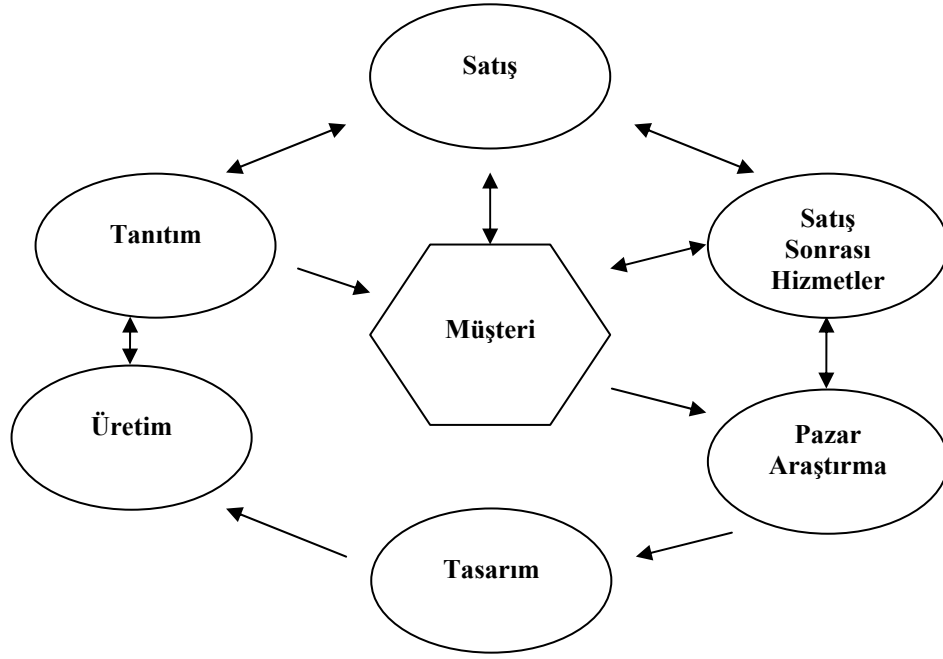 Satış
Tanıtım
Satış
Sonrası
Hizmetler
Müşteri
Üretim
Pazar
Araştırma
Tasarım